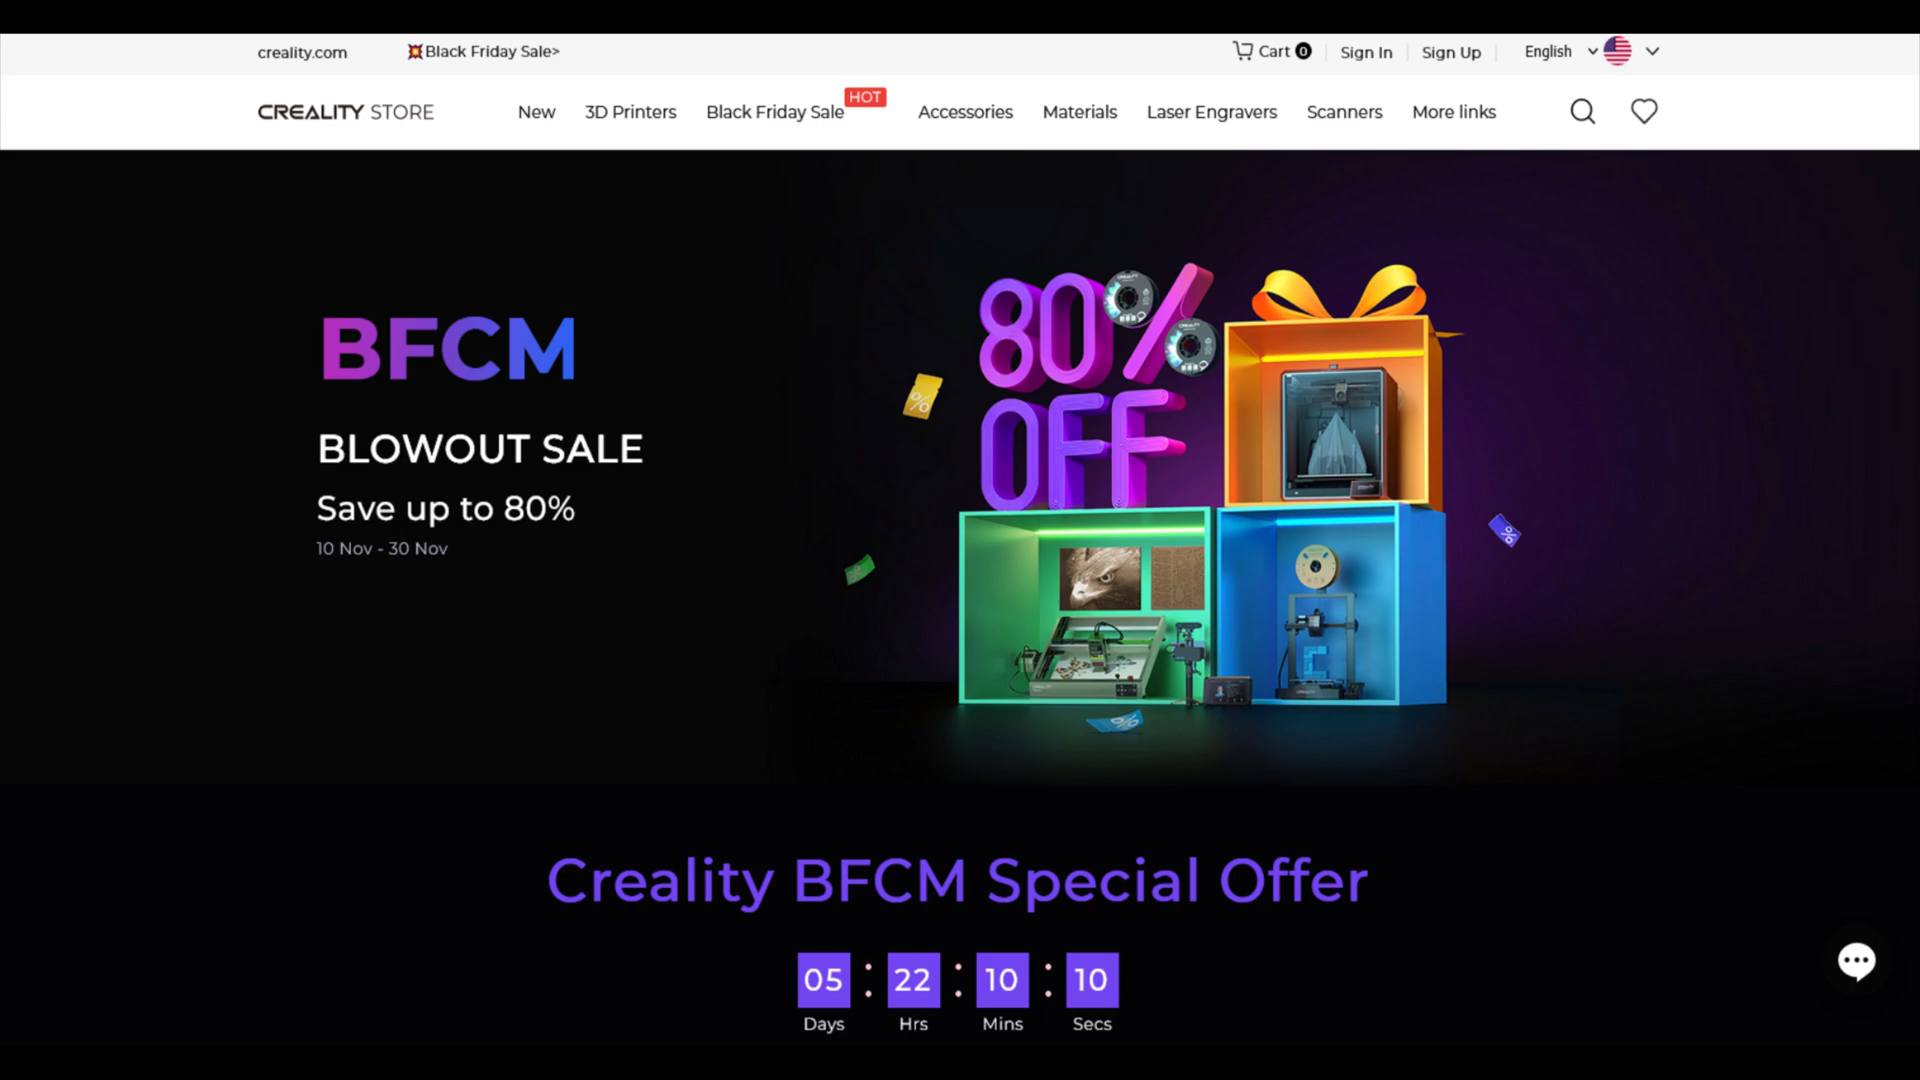 creality.com
💥Black Friday Sale>
Cart 0
Sign In
Sign Up
English
CREALITY STORE
New
3D Printers
Black Friday Sale
HOT
Accessories
Materials
Laser Engravers
Scanners
More links
BFCM
BLOWOUT SALE
Save up to 80%
10 Nov - 30 Nov
80%
OFF
%
%
%
Creality BFCM Special Offer
05 : 22 : 10 : 10
Days Hrs Mins Secs